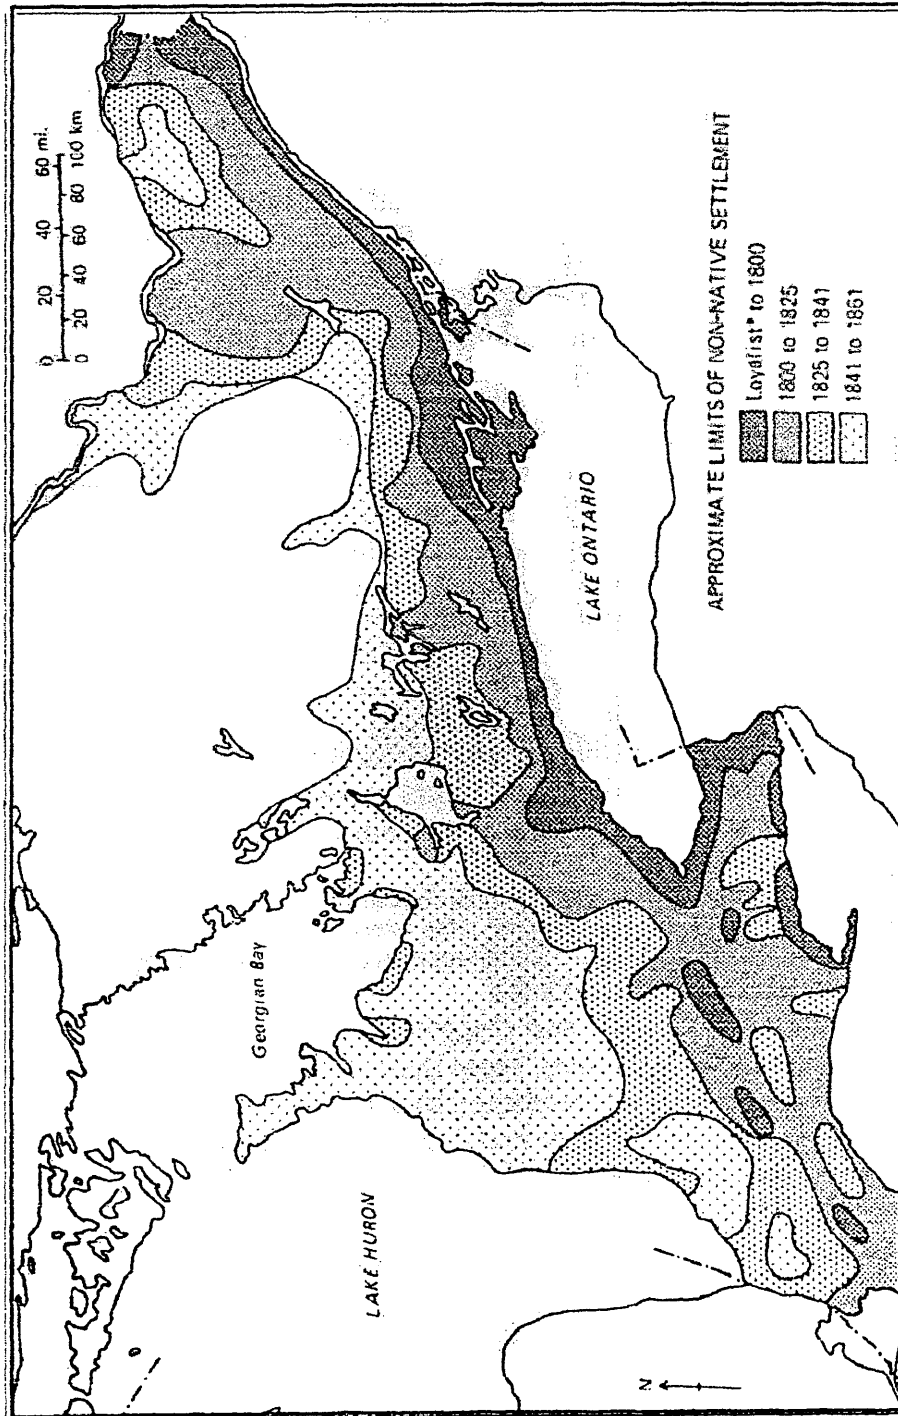 0 20 40 60 mi.
0 20 40 60 80 100 km
Georgian Bay
LAKE HURON
LAKE ONTARIO
APPROXIMATE LIMITS OF NON-NATIVE SETTLEMENT
Loyalist* to 1800
1800 to 1825
1825 to 1841
1841 to 1861
N